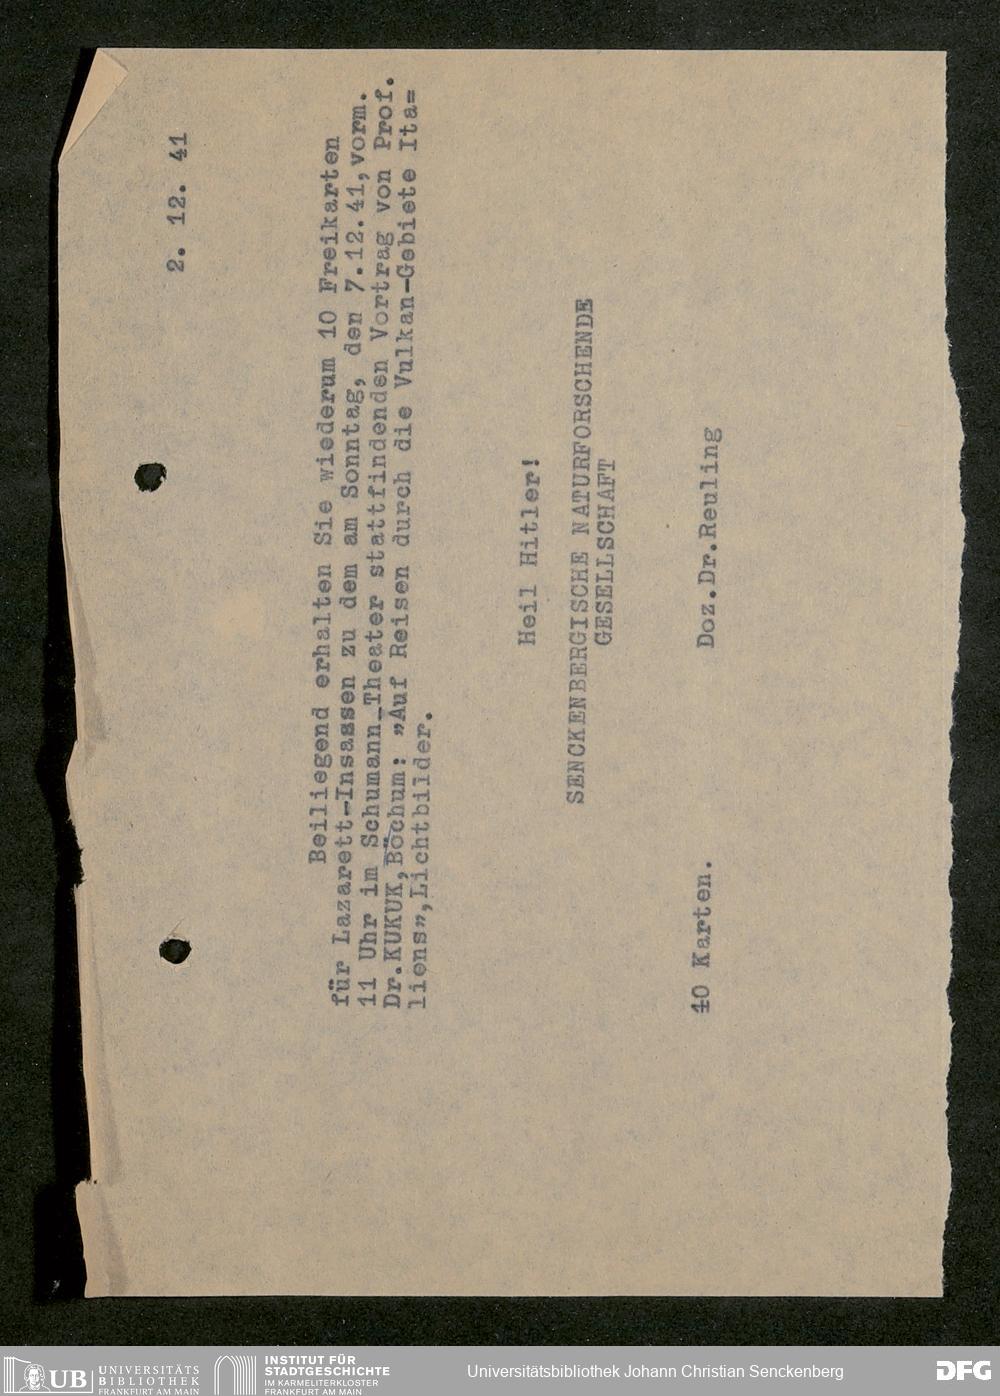 2. 12. 41
Beiliegend erhalten Sie wiederum 10 Freikarten
für Lazarett-Insassen zu dem am Sonntag, den 7.12.41, vorm.
11 Uhr im Schumann-Theater stattfindenden Vortrag von Prof.
Dr.KUKUK,Bochum: "Auf Reisen durch die Vulkan-Gebiete Ita=
liens",Lichtbilder.
Heil Hitler!
SENCKENBERGISCHE NATURFORSCHENDE
GESELLSCHAFT
Doz.Dr.Reuling
10 Karten.
UB UNIVERSITÄTS
BIBLIOTHEK
FRANKFURT AM MAIN
INSTITUT FÜR
STADTGESCHICHTE
IM KARMELITERKLOSTER
FRANKFURT AM MAIN
Universitätsbibliothek Johann Christian Senckenberg
DFG